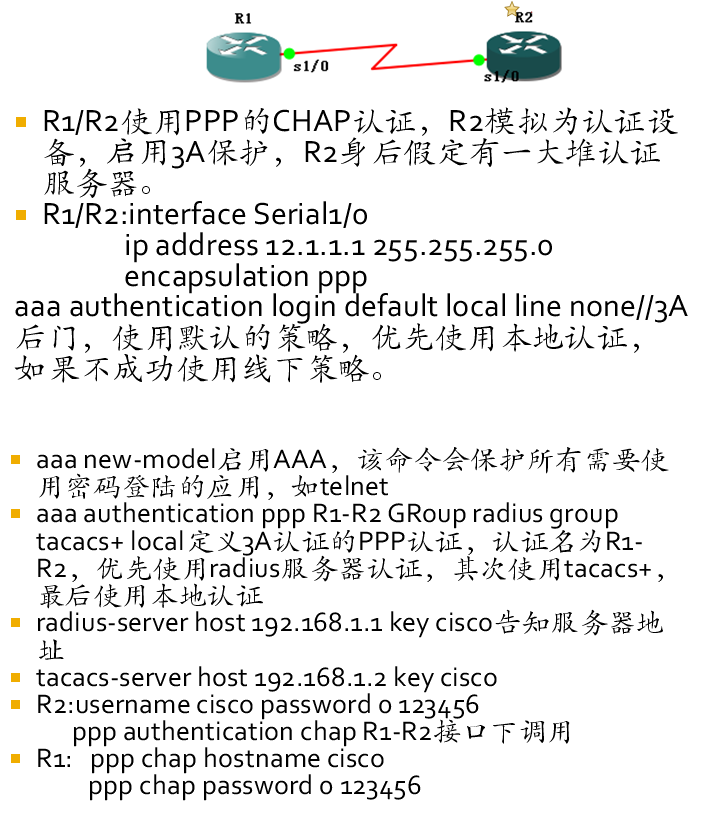 R1
R2
s1/0
s1/0
R1/R2使用PPP的CHAP认证，R2模拟为认证设
备，启用3A保护，R2身后假定有一大堆认证
服务器。
R1/R2:interface Serial1/0
ip address 12.1.1.1 255.255.255.0
encapsulation ppp
aaa authentication login default local line none//3A
后门，使用默认的策略，优先使用本地认证，
如果不成功使用线下策略。
aaa new-model启用AAA，该命令会保护所有需要使
用密码登陆的应用，如telnet
aaa authentication ppp R1-R2 GRoup radius group
tacacs+ local定义3A认证的PPP认证，认证名为R1-
R2，优先使用radius服务器认证，其次使用tacacs+，
最后使用本地认证
radius-server host 192.168.1.1 key cisco告知服务器地
址
tacacs-server host 192.168.1.2 key cisco
R2:username cisco password 0 123456
ppp authentication chap R1-R2接口下调用
R1: ppp chap hostname cisco
ppp chap password 0 123456